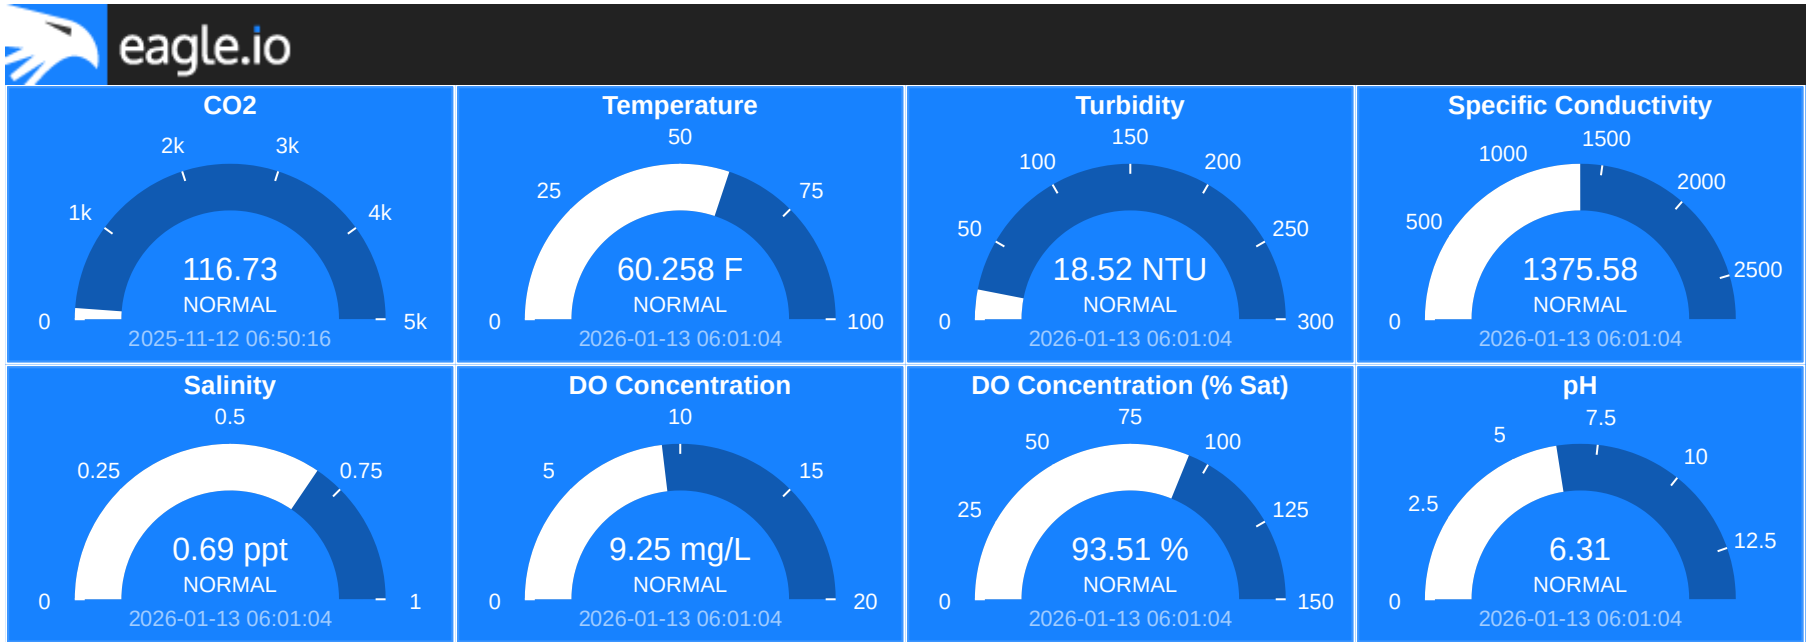 eagle.io
CO2
0
1k
2k
3k
4k
5k
116.73
NORMAL
2025-11-12 06:50:16
Temperature
0
25
50
75
100
60.258 F
NORMAL
2026-01-13 06:01:04
Turbidity
0
50
100
150
200
250
300
18.52 NTU
NORMAL
2026-01-13 06:01:04
Specific Conductivity
0
500
1000
1500
2000
2500
1375.58
NORMAL
2026-01-13 06:01:04
Salinity
0
0.25
0.5
0.75
1
0.69 ppt
NORMAL
2026-01-13 06:01:04
DO Concentration
0
5
10
15
20
9.25 mg/L
NORMAL
2026-01-13 06:01:04
DO Concentration (% Sat)
0
25
50
75
100
125
150
93.51 %
NORMAL
2026-01-13 06:01:04
pH
0
2.5
5
7.5
10
12.5
6.31
NORMAL
2026-01-13 06:01:04